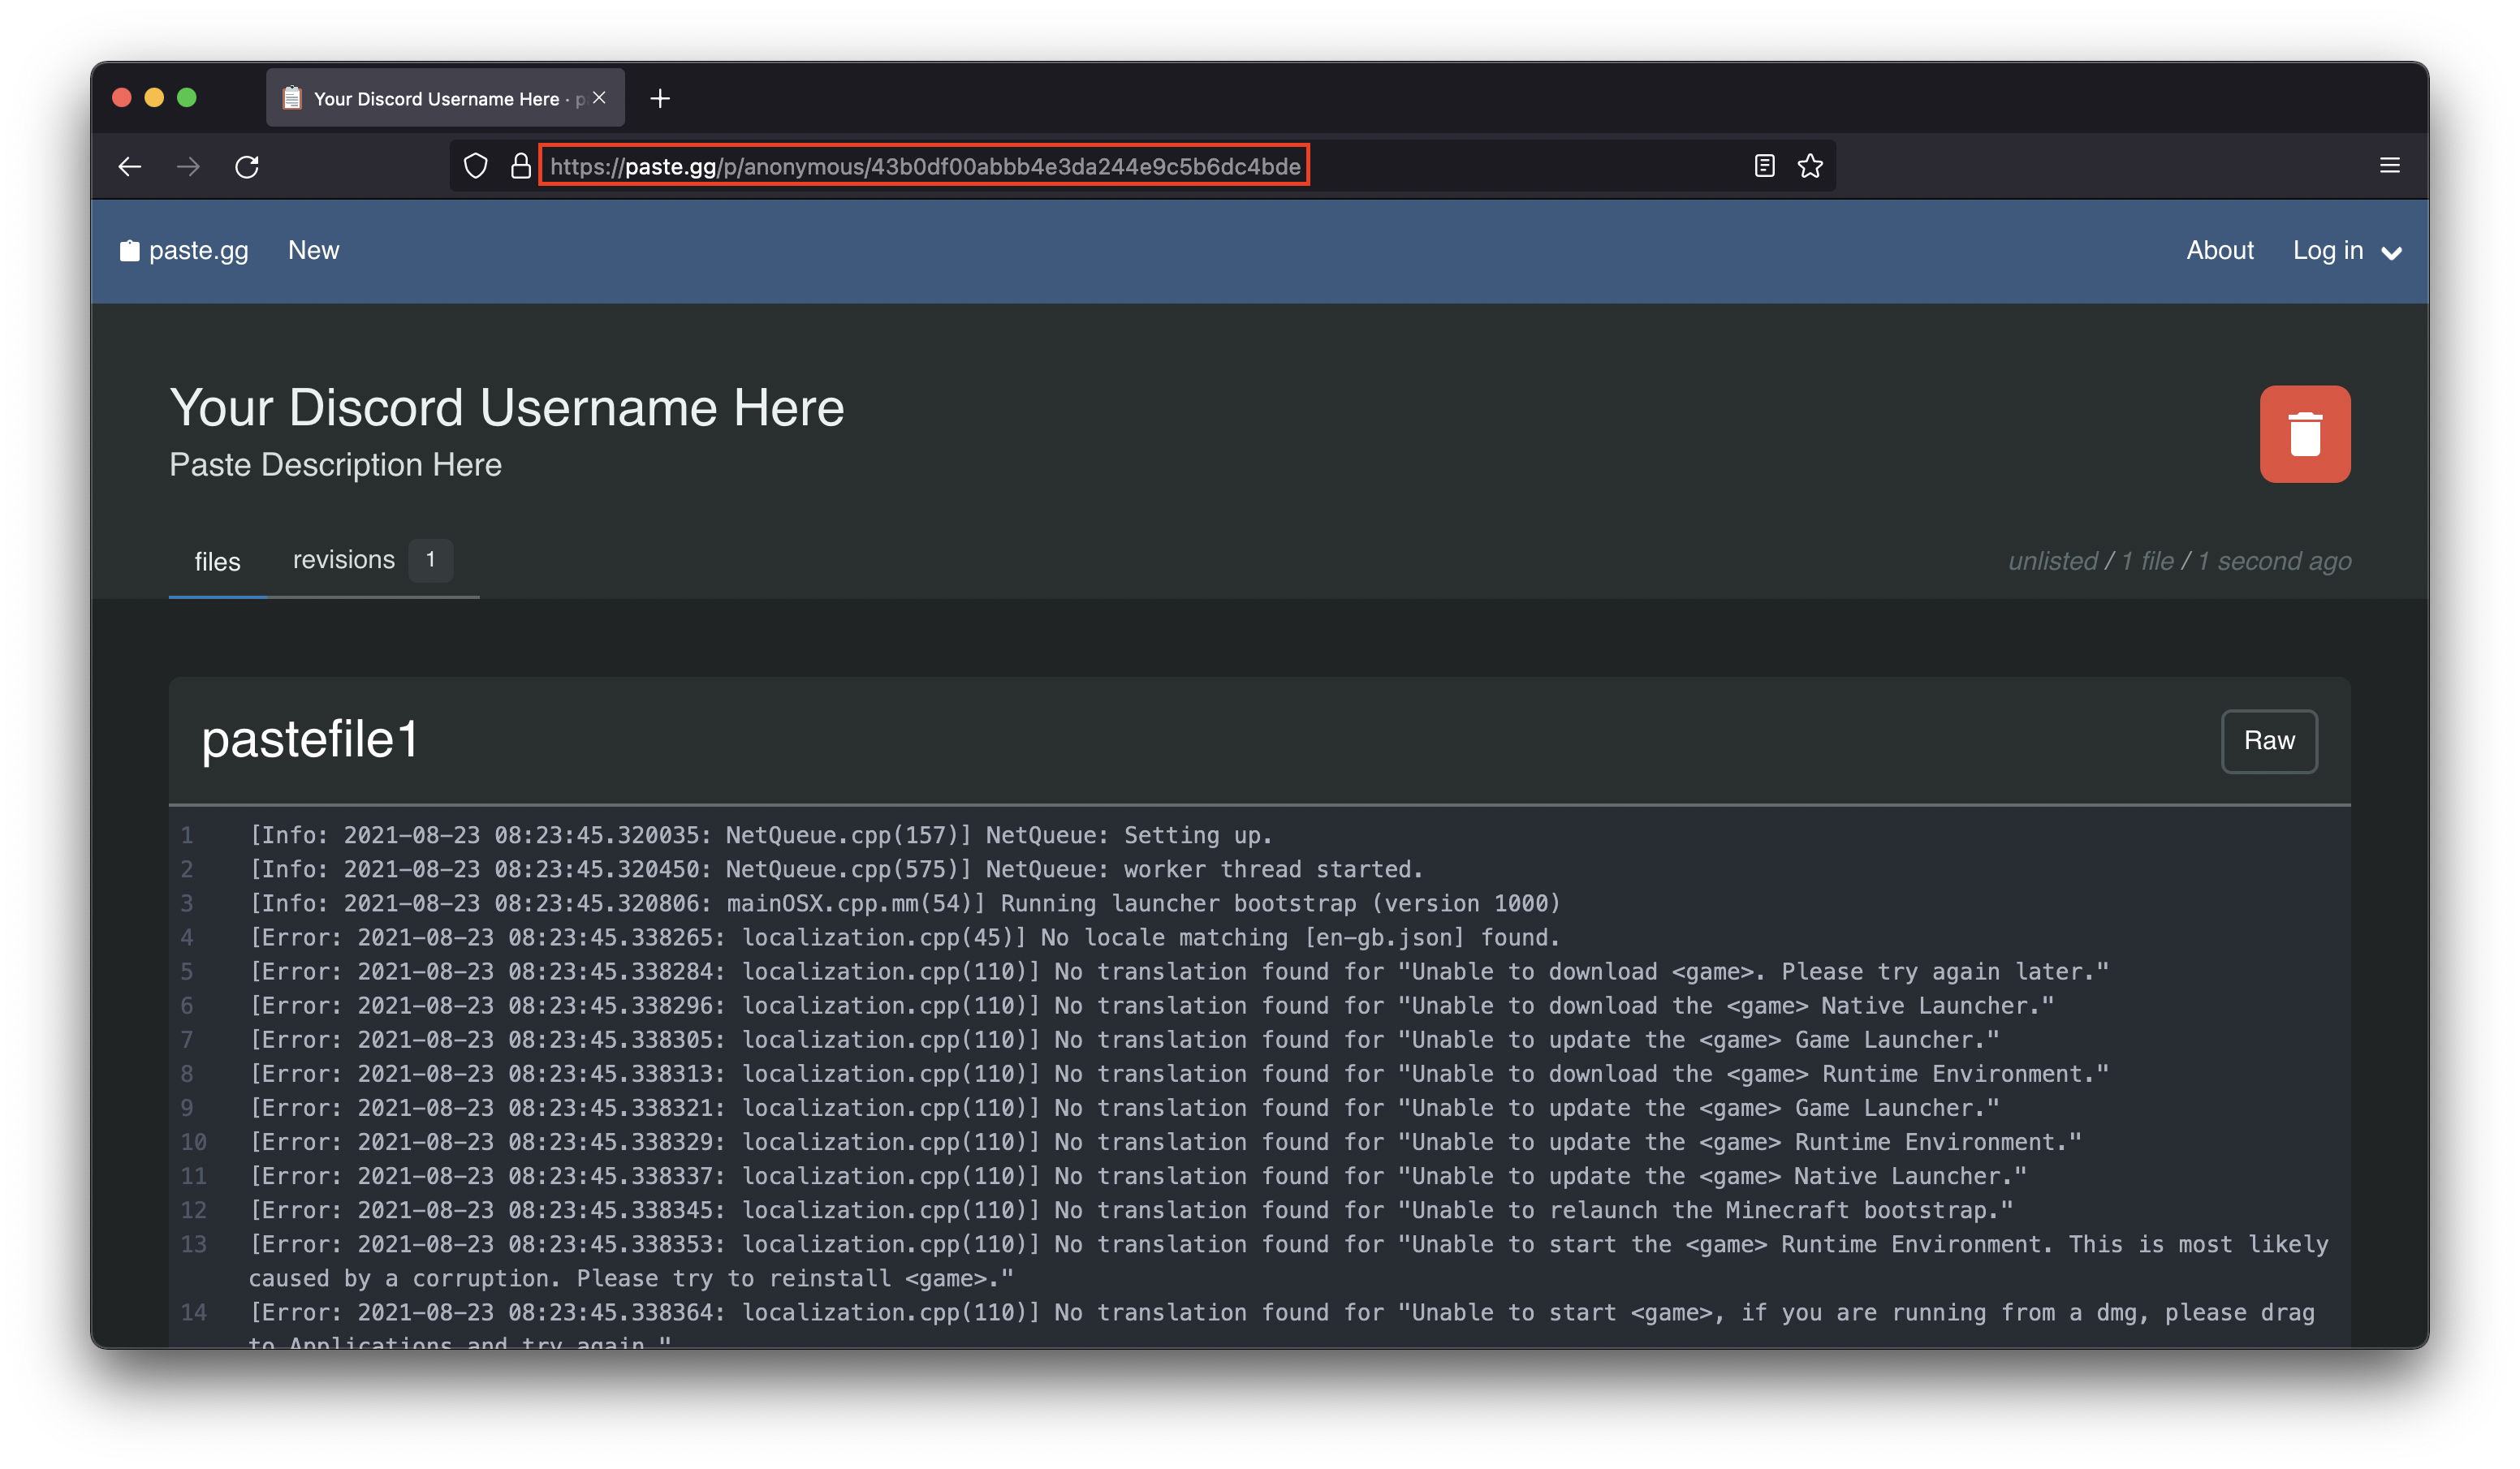 Your Discord Username Here · p
https://paste.gg/p/anonymous/43b0df00abbb4e3da244e9c5b6dc4bde
paste.gg New About Log in
Your Discord Username Here
Paste Description Here
files revisions 1 unlisted / 1 file / 1 second ago
pastefile1 Raw
1 [Info: 2021-08-23 08:23:45.320035: NetQueue.cpp(157)] NetQueue: Setting up.
2 [Info: 2021-08-23 08:23:45.320450: NetQueue.cpp(575)] NetQueue: worker thread started.
3 [Info: 2021-08-23 08:23:45.320806: mainOSX.cpp.mm(54)] Running launcher bootstrap (version 1000)
4 [Error: 2021-08-23 08:23:45.338265: localization.cpp(45)] No locale matching [en-gb.json] found.
5 [Error: 2021-08-23 08:23:45.338284: localization.cpp(110)] No translation found for "Unable to download <game>. Please try again later."
6 [Error: 2021-08-23 08:23:45.338296: localization.cpp(110)] No translation found for "Unable to download the <game> Native Launcher."
7 [Error: 2021-08-23 08:23:45.338305: localization.cpp(110)] No translation found for "Unable to update the <game> Game Launcher."
8 [Error: 2021-08-23 08:23:45.338313: localization.cpp(110)] No translation found for "Unable to download the <game> Runtime Environment."
9 [Error: 2021-08-23 08:23:45.338321: localization.cpp(110)] No translation found for "Unable to update the <game> Game Launcher."
10 [Error: 2021-08-23 08:23:45.338329: localization.cpp(110)] No translation found for "Unable to update the <game> Runtime Environment."
11 [Error: 2021-08-23 08:23:45.338337: localization.cpp(110)] No translation found for "Unable to update the <game> Native Launcher."
12 [Error: 2021-08-23 08:23:45.338345: localization.cpp(110)] No translation found for "Unable to relaunch the Minecraft bootstrap."
13 [Error: 2021-08-23 08:23:45.338353: localization.cpp(110)] No translation found for "Unable to start the <game> Runtime Environment. This is most likely
caused by a corruption. Please try to reinstall <game>."
14 [Error: 2021-08-23 08:23:45.338364: localization.cpp(110)] No translation found for "Unable to start <game>, if you are running from a dmg, please drag
to Applications and try again."